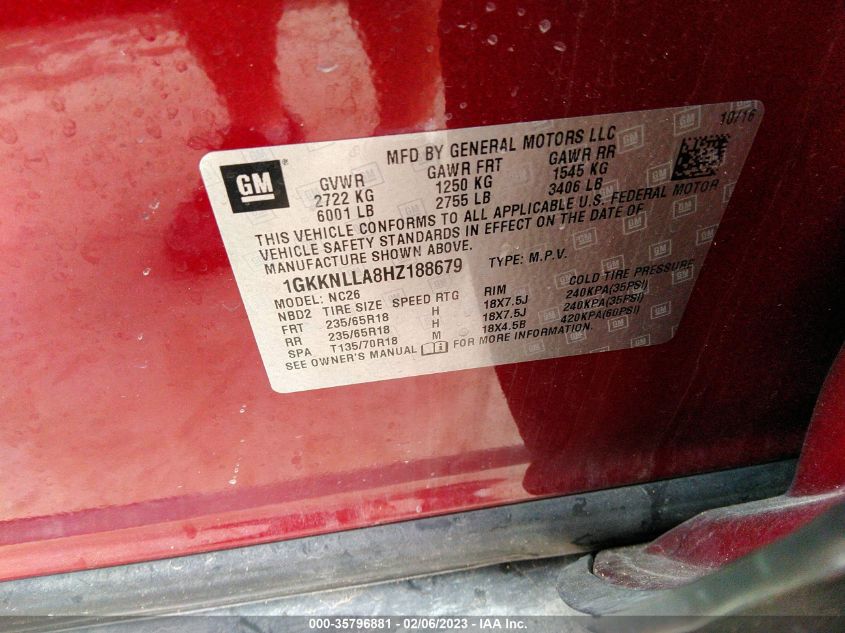 MFD BY GENERAL MOTORS LLC
10/16
GM
GVWR GAWR FRT GAWR RR
2722 KG 1250 KG 1545 KG
6001 LB 2755 LB 3406 LB
THIS VEHICLE CONFORMS TO ALL APPLICABLE U.S. FEDERAL MOTOR
VEHICLE SAFETY STANDARDS IN EFFECT ON THE DATE OF
MANUFACTURE SHOWN ABOVE.
1GKKNLLA8HZ188679 TYPE: M.P.V.
MODEL: NC26
NBD2 TIRE SIZE SPEED RTG RIM COLD TIRE PRESSURE
FRT 235/65R18 H 18X7.5J 240KPA(35PSI)
RR 235/65R18 H 18X7.5J 240KPA(35PSI)
SPA T135/70R18 M 18X4.5B 420KPA(60PSI)
SEE OWNER'S MANUAL FOR MORE INFORMATION.
000-35796881 - 02/06/2023 - IAA Inc.